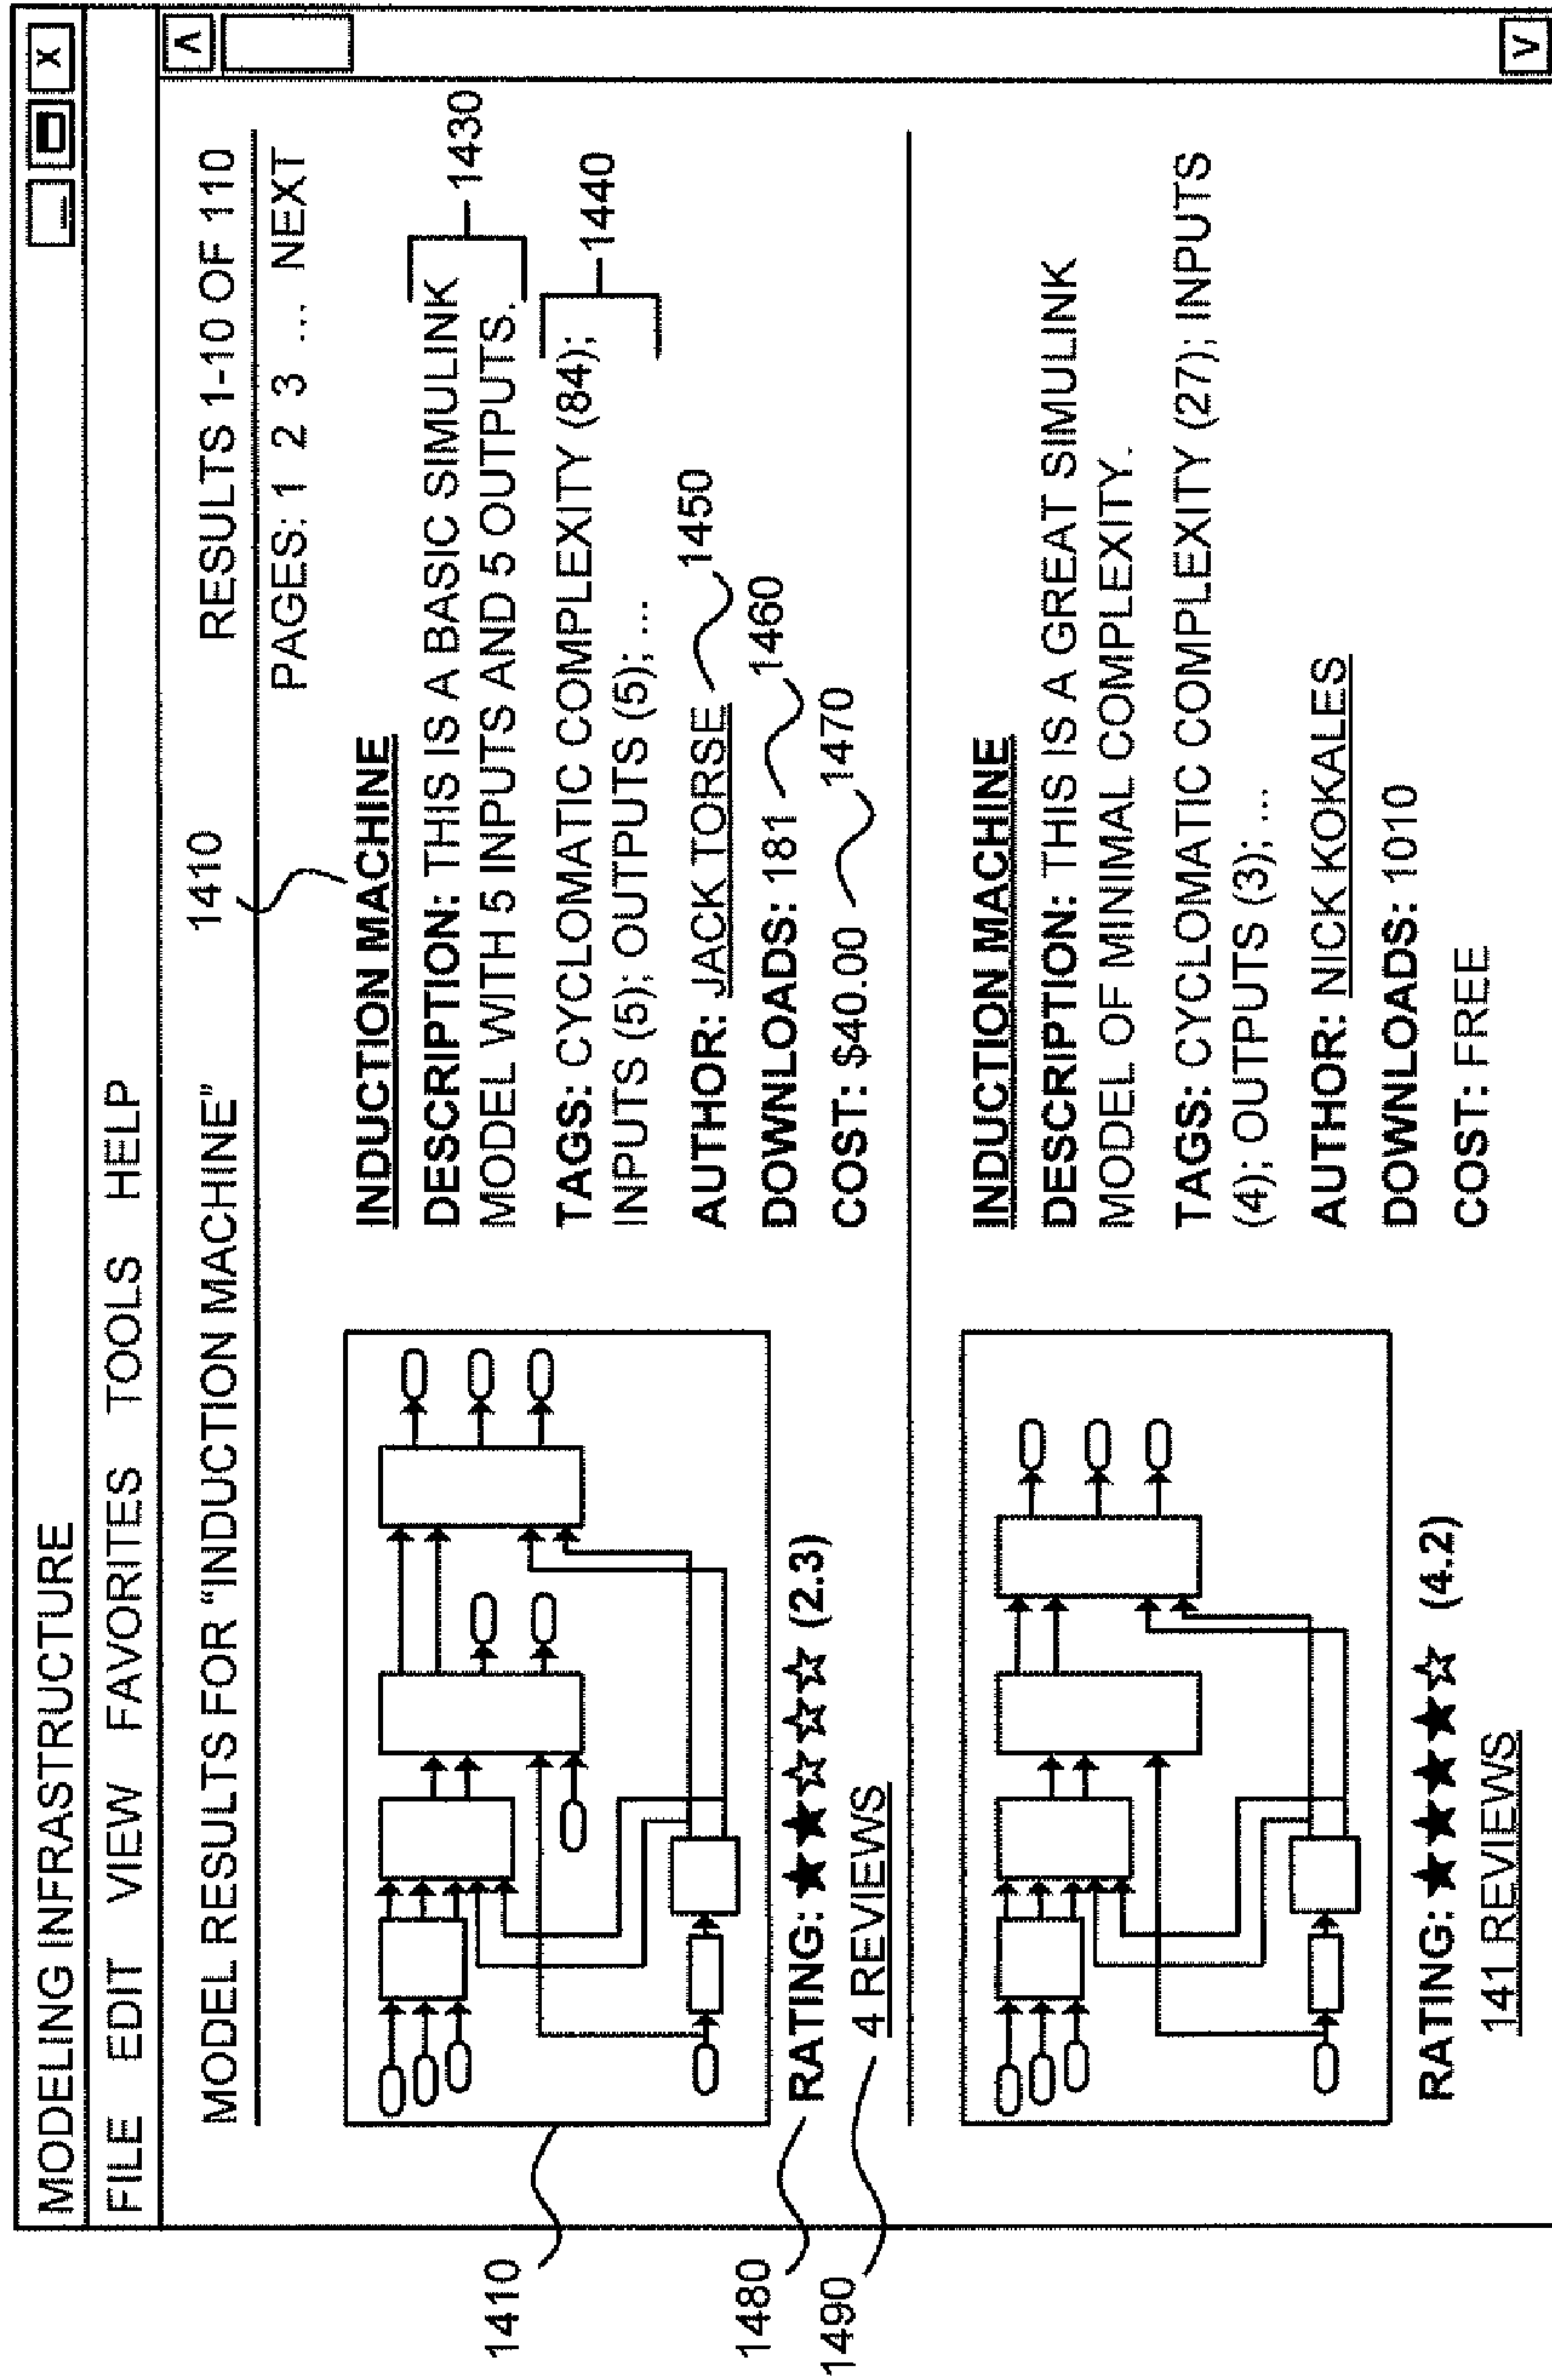 MODELING INFRASTRUCTURE
_ X
FILE EDIT VIEW FAVORITES TOOLS HELP
MODEL RESULTS FOR "INDUCTION MACHINE"
1410
RESULTS 1-10 OF 110
PAGES: 1 2 3 ... NEXT
INDUCTION MACHINE
DESCRIPTION: THIS IS A BASIC SIMULINK
MODEL WITH 5 INPUTS AND 5 OUTPUTS.
1430
TAGS: CYCLOMATIC COMPLEXITY (84);
INPUTS (5); OUTPUTS (5); ...
1440
AUTHOR: JACK TORSE
1450
DOWNLOADS: 181
1460
COST: $40.00
1470
1410
1480
RATING: ★★☆☆☆ (2.3)
1490
4 REVIEWS
INDUCTION MACHINE
DESCRIPTION: THIS IS A GREAT SIMULINK
MODEL OF MINIMAL COMPLEXITY.
TAGS: CYCLOMATIC COMPLEXITY (27); INPUTS
(4); OUTPUTS (3); ...
AUTHOR: NICK KOKALES
DOWNLOADS: 1010
COST: FREE
RATING: ★★★★☆ (4.2)
141 REVIEWS